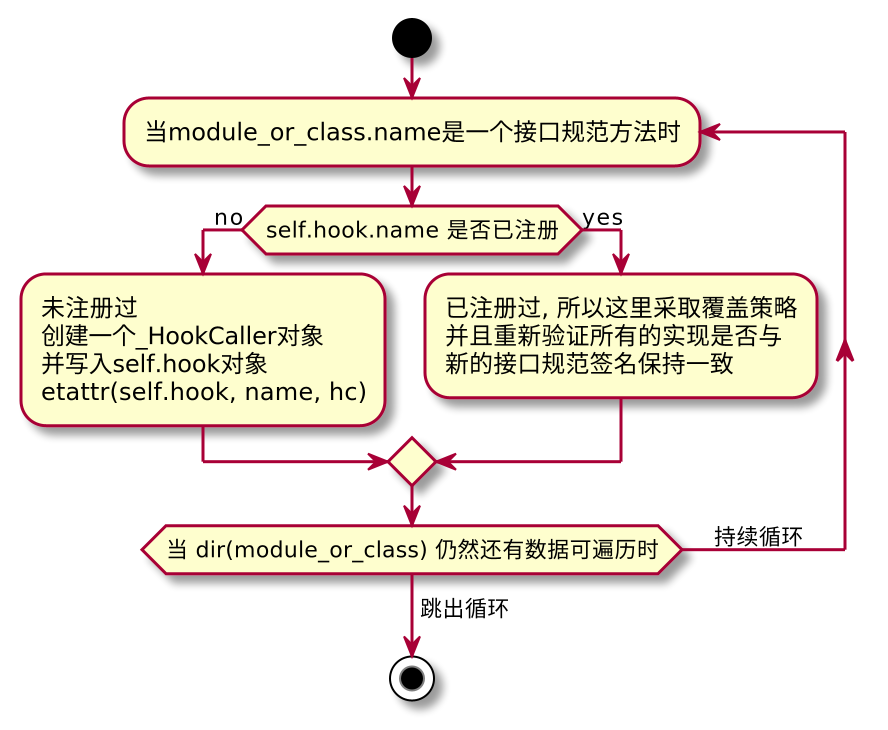 当module_or_class.name是一个接口规范方法时
no
self.hook.name 是否已注册
yes
未注册过
创建一个_HookCaller对象
并写入self.hook对象
etattr(self.hook, name, hc)
已注册过, 所以这里采取覆盖策略
并且重新验证所有的实现是否与
新的接口规范签名保持一致
当 dir(module_or_class) 仍然还有数据可遍历时
持续循环
跳出循环